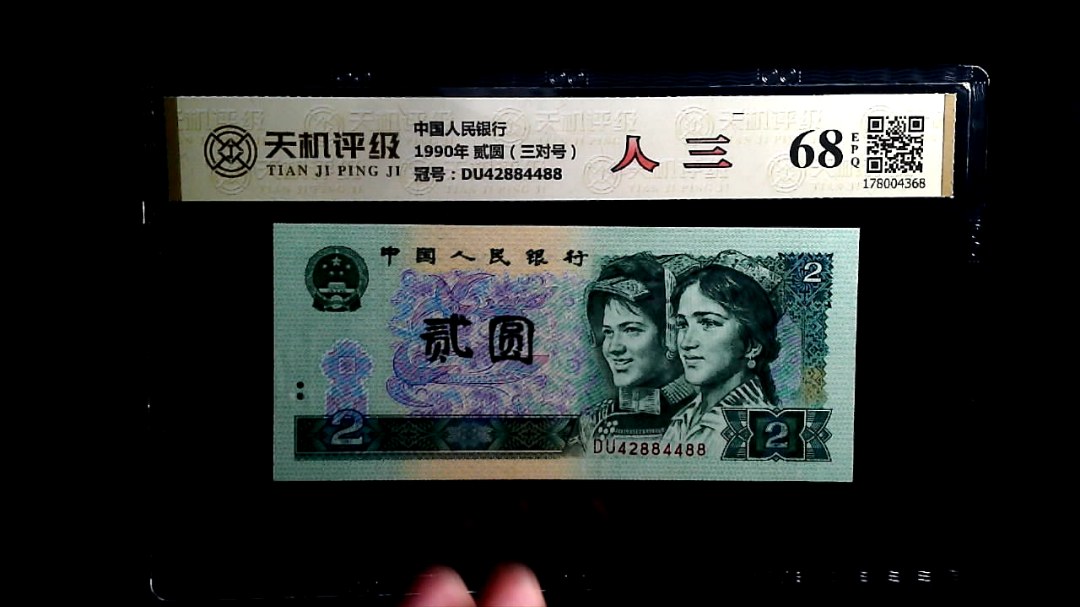 天机评级
TIAN JI PING JI
中国人民银行
1990年 贰圆（三对号）
冠号：DU42884488
人 三
68
EPQ
178004368
中国人民银行
贰圆
2
2
2
DU42884488